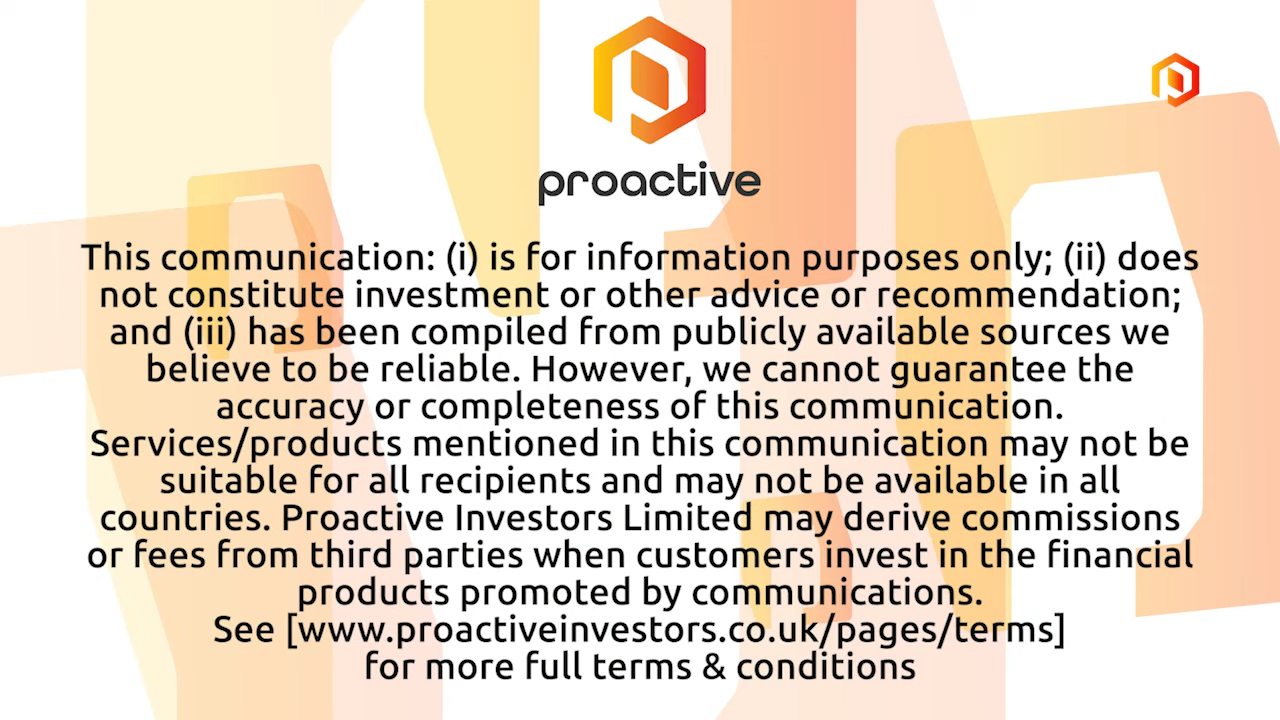 proactive
This communication: (i) is for information purposes only; (ii) does
not constitute investment or other advice or recommendation;
and (iii) has been compiled from publicly available sources we
believe to be reliable. However, we cannot guarantee the
accuracy or completeness of this communication.
Services/products mentioned in this communication may not be
suitable for all recipients and may not be available in all
countries. Proactive Investors Limited may derive commissions
or fees from third parties when customers invest in the financial
products promoted by communications.
See [www.proactiveinvestors.co.uk/pages/terms]
for more full terms & conditions